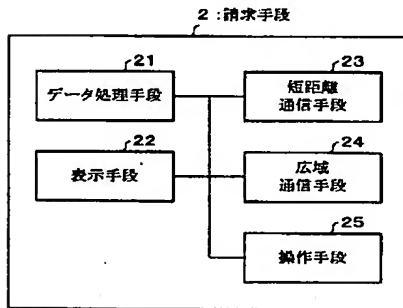 2 : 請求手段
21
データ処理手段
23
短距離
通信手段
22
表示手段
24
広域
通信手段
25
操作手段